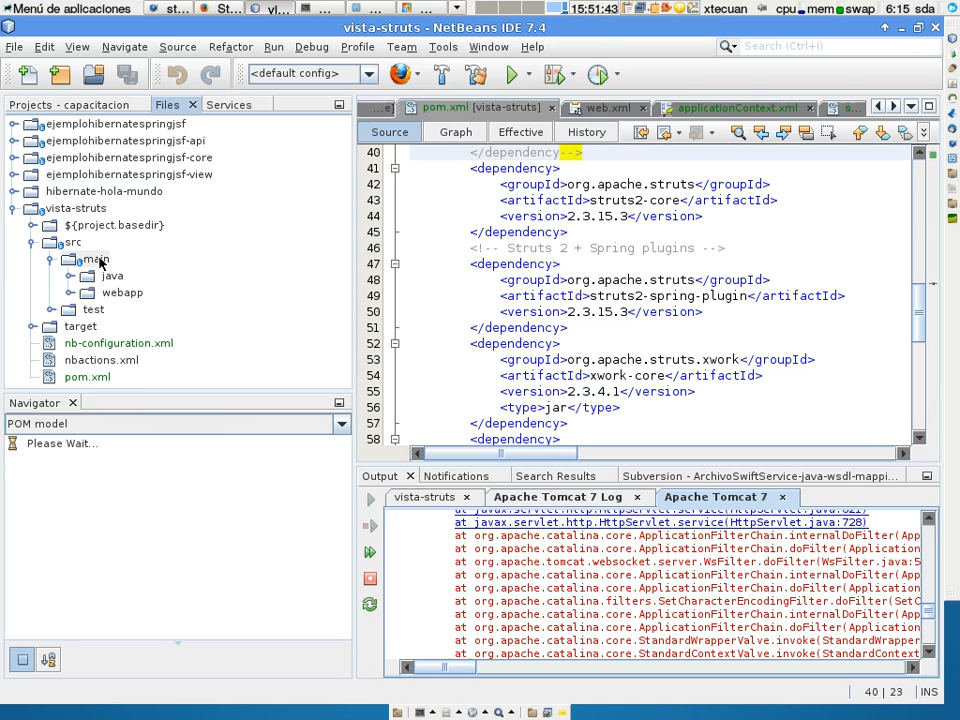 Menú de aplicaciones
st...
St...
vi...
...
...
...
...
15:51:43
xtecuan
cpu
mem
swap
6:15
sda
vista-struts - NetBeans IDE 7.4
File Edit View Navigate Source Refactor Run Debug Profile Team Tools Window Help
Search (Ctrl+I)
<default config>
Projects - capacitacion
Files
Services
ejemplohibernatespringjsf
ejemplohibernatespringjsf-api
ejemplohibernatespringjsf-core
ejemplohibernatespringjsf-view
hibernate-hola-mundo
vista-struts
${project.basedir}
src
main
java
webapp
test
target
nb-configuration.xml
nbactions.xml
pom.xml
Navigator
POM model
Please Wait...
...e]
pom.xml [vista-struts]
web.xml
applicationContext.xml
s...
Source Graph Effective History
40 </dependency-->
41 <dependency>
42 <groupId>org.apache.struts</groupId>
43 <artifactId>struts2-core</artifactId>
44 <version>2.3.15.3</version>
45 </dependency>
46 <!-- Struts 2 + Spring plugins -->
47 <dependency>
48 <groupId>org.apache.struts</groupId>
49 <artifactId>struts2-spring-plugin</artifactId>
50 <version>2.3.15.3</version>
51 </dependency>
52 <dependency>
53 <groupId>org.apache.struts.xwork</groupId>
54 <artifactId>xwork-core</artifactId>
55 <version>2.3.4.1</version>
56 <type>jar</type>
57 </dependency>
58 <dependency>
Output
Notifications
Search Results
Subversion - ArchivoSwiftService-java-wsdl-mappi...
vista-struts
Apache Tomcat 7 Log
Apache Tomcat 7
at javax.servlet.http.HttpServlet.service(HttpServlet.java:728)
at org.apache.catalina.core.ApplicationFilterChain.internalDoFilter(App
at org.apache.catalina.core.ApplicationFilterChain.doFilter(Application
at org.apache.tomcat.websocket.server.WsFilter.doFilter(WsFilter.java:5
at org.apache.catalina.core.ApplicationFilterChain.internalDoFilter(App
at org.apache.catalina.core.ApplicationFilterChain.doFilter(Application
at org.apache.catalina.filters.SetCharacterEncodingFilter.doFilter(SetC
at org.apache.catalina.core.ApplicationFilterChain.internalDoFilter(App
at org.apache.catalina.core.ApplicationFilterChain.doFilter(Application
at org.apache.catalina.core.StandardWrapperValve.invoke(StandardWrapper
at org.apache.catalina.core.StandardContextValve.invoke(StandardContext
40 | 23
INS